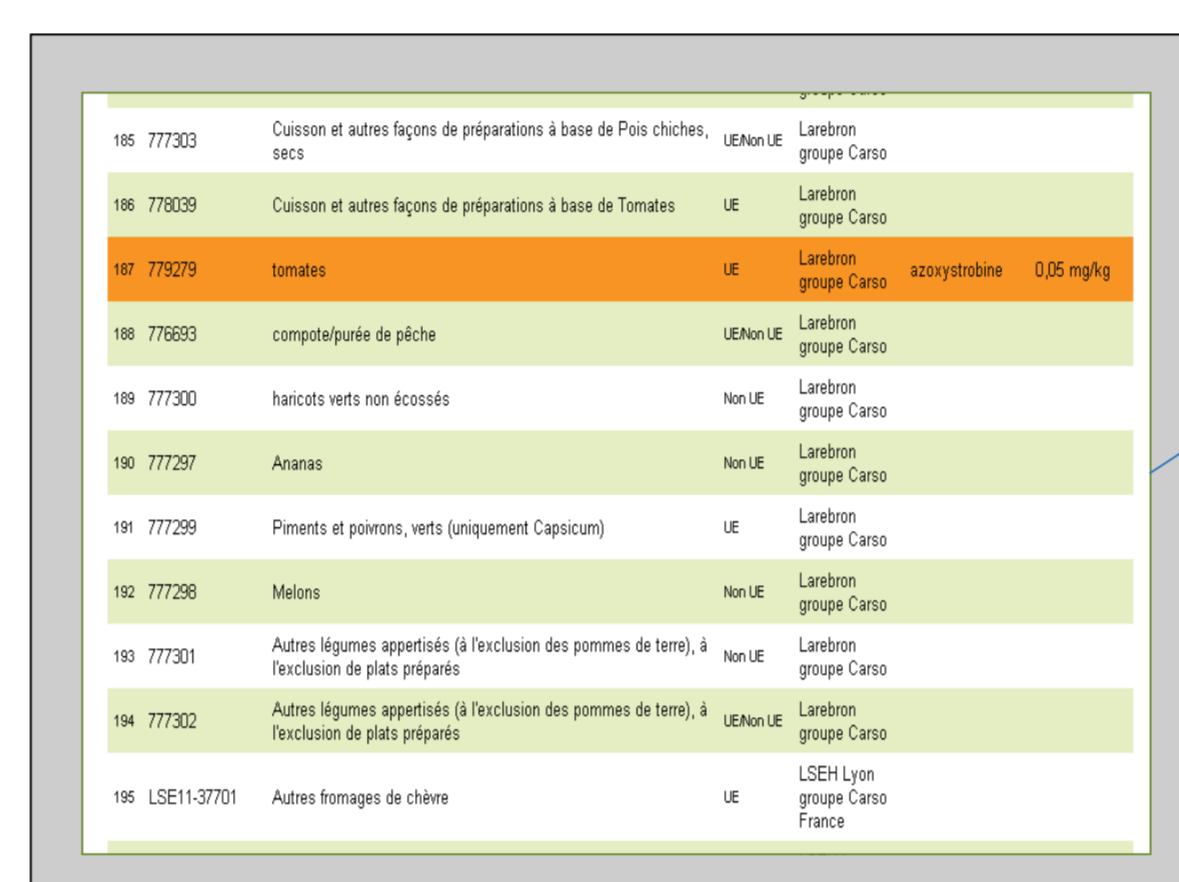 185 777303 Cuisson et autres façons de préparations à base de Pois chiches, secs UE/Non UE Larebron groupe Carso
186 778039 Cuisson et autres façons de préparations à base de Tomates UE Larebron groupe Carso
187 779279 tomates UE Larebron groupe Carso azoxystrobine 0,05 mg/kg
188 776693 compote/purée de pêche UE/Non UE Larebron groupe Carso
189 777300 haricots verts non écossés Non UE Larebron groupe Carso
190 777297 Ananas Non UE Larebron groupe Carso
191 777299 Piments et poivrons, verts (uniquement Capsicum) UE Larebron groupe Carso
192 777298 Melons Non UE Larebron groupe Carso
193 777301 Autres légumes appertisés (à l'exclusion des pommes de terre), à l'exclusion de plats préparés Non UE Larebron groupe Carso
194 777302 Autres légumes appertisés (à l'exclusion des pommes de terre), à l'exclusion de plats préparés UE/Non UE Larebron groupe Carso
195 LSE11-37701 Autres fromages de chèvre UE LSEH Lyon groupe Carso France